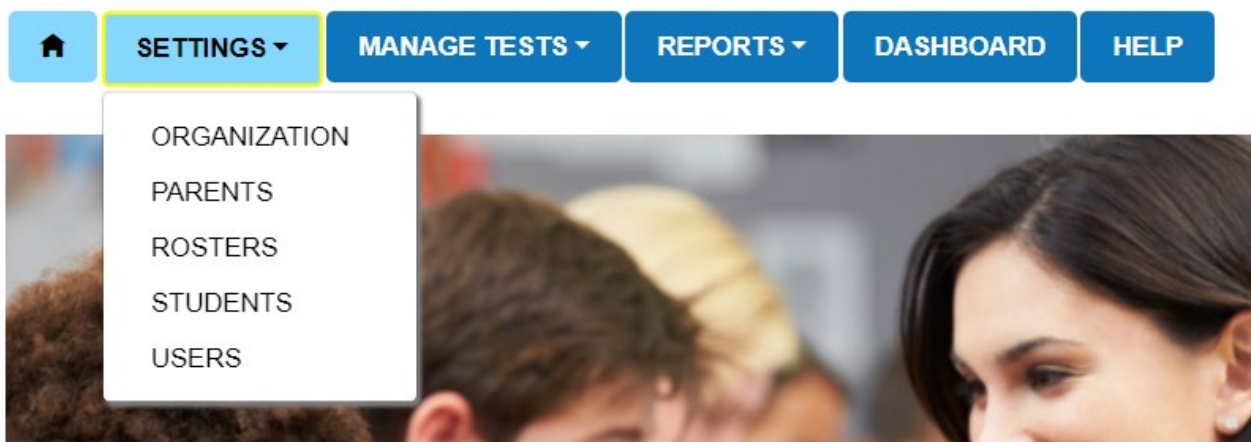 SETTINGS MANAGE TESTS REPORTS DASHBOARD HELP
ORGANIZATION
PARENTS
ROSTERS
STUDENTS
USERS